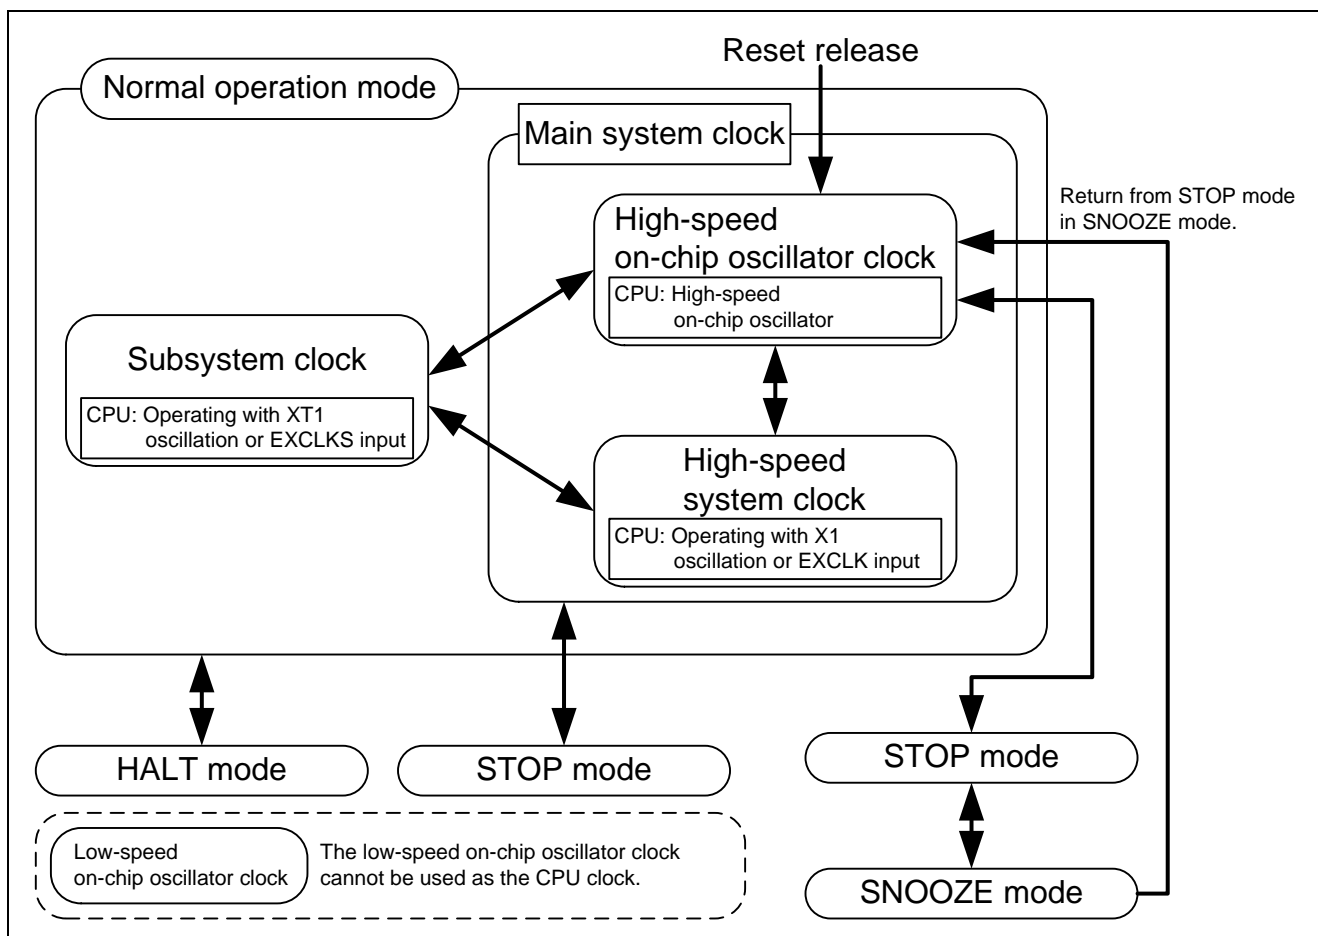 Reset release
Normal operation mode
Main system clock
High-speed
on-chip oscillator clock
CPU: High-speed
on-chip oscillator
Return from STOP mode
in SNOOZE mode.
Subsystem clock
CPU: Operating with XT1
oscillation or EXCLKS input
High-speed
system clock
CPU: Operating with X1
oscillation or EXCLK input
HALT mode
STOP mode
STOP mode
SNOOZE mode
Low-speed
on-chip oscillator clock
The low-speed on-chip oscillator clock
cannot be used as the CPU clock.